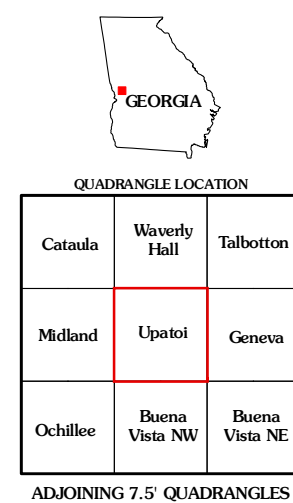 GEORGIA
QUADRANGLE LOCATION
Cataula
Waverly
Hall
Talbotton
Midland
Upatoi
Geneva
Ochillee
Buena
Vista NW
Buena
Vista NE
ADJOINING 7.5' QUADRANGLES